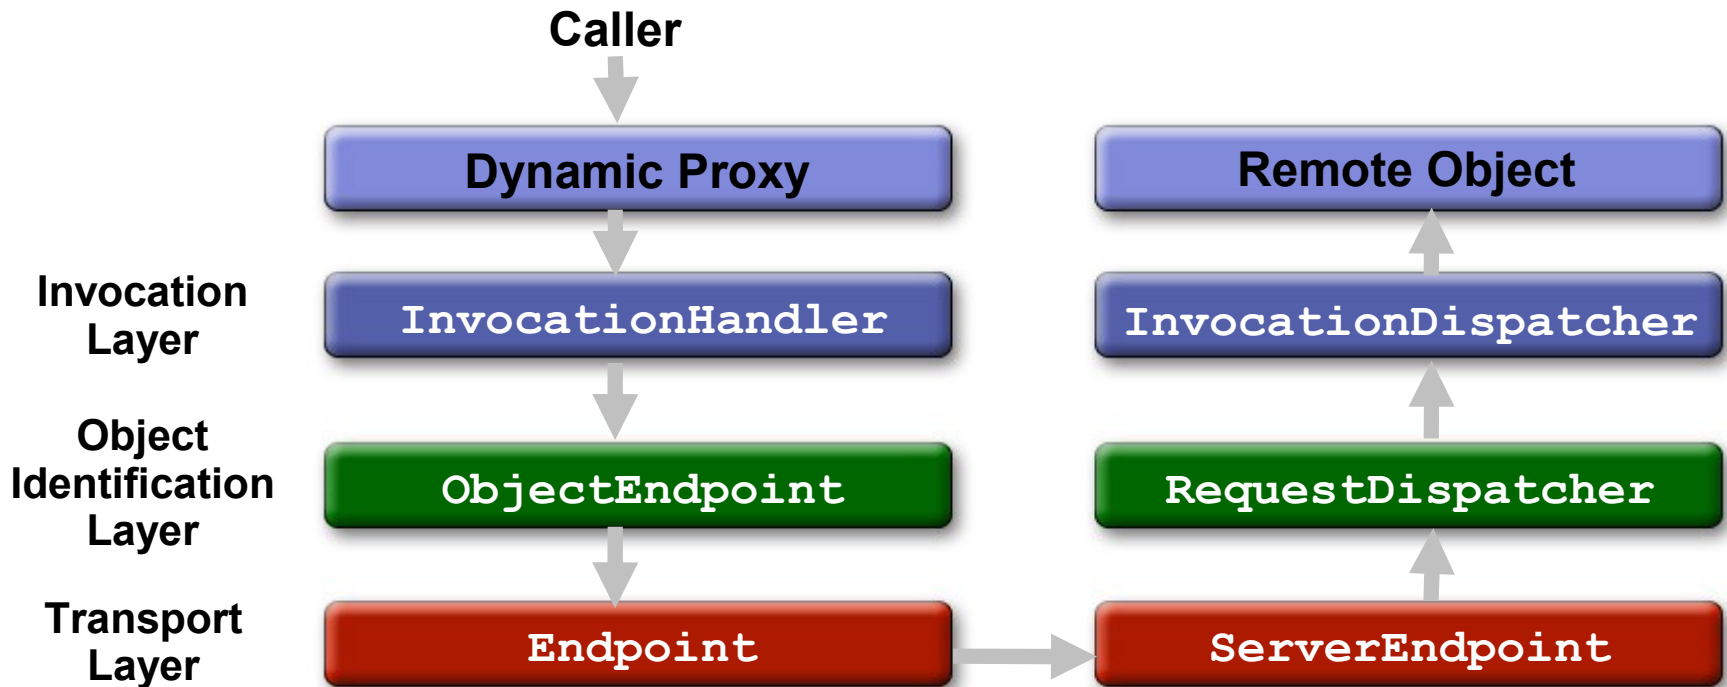 Caller
Dynamic Proxy
Remote Object
Invocation
Layer
InvocationHandler
InvocationDispatcher
Object
Identification
Layer
ObjectEndpoint
RequestDispatcher
Transport
Layer
Endpoint
ServerEndpoint